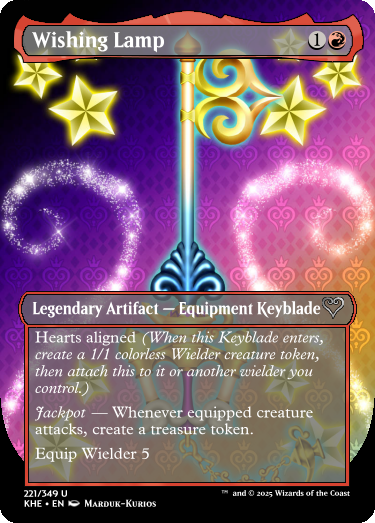 Wishing Lamp 1
Legendary Artifact — Equipment Keyblade
Hearts aligned (When this Keyblade enters,
create a 1/1 colorless Wielder creature token,
then attach this to it or another wielder you
control.)
Jackpot — Whenever equipped creature
attacks, create a treasure token.
Equip Wielder 5
221/349 U
KHE • EN Marduk-Kurios
™ and © 2025 Wizards of the Coast